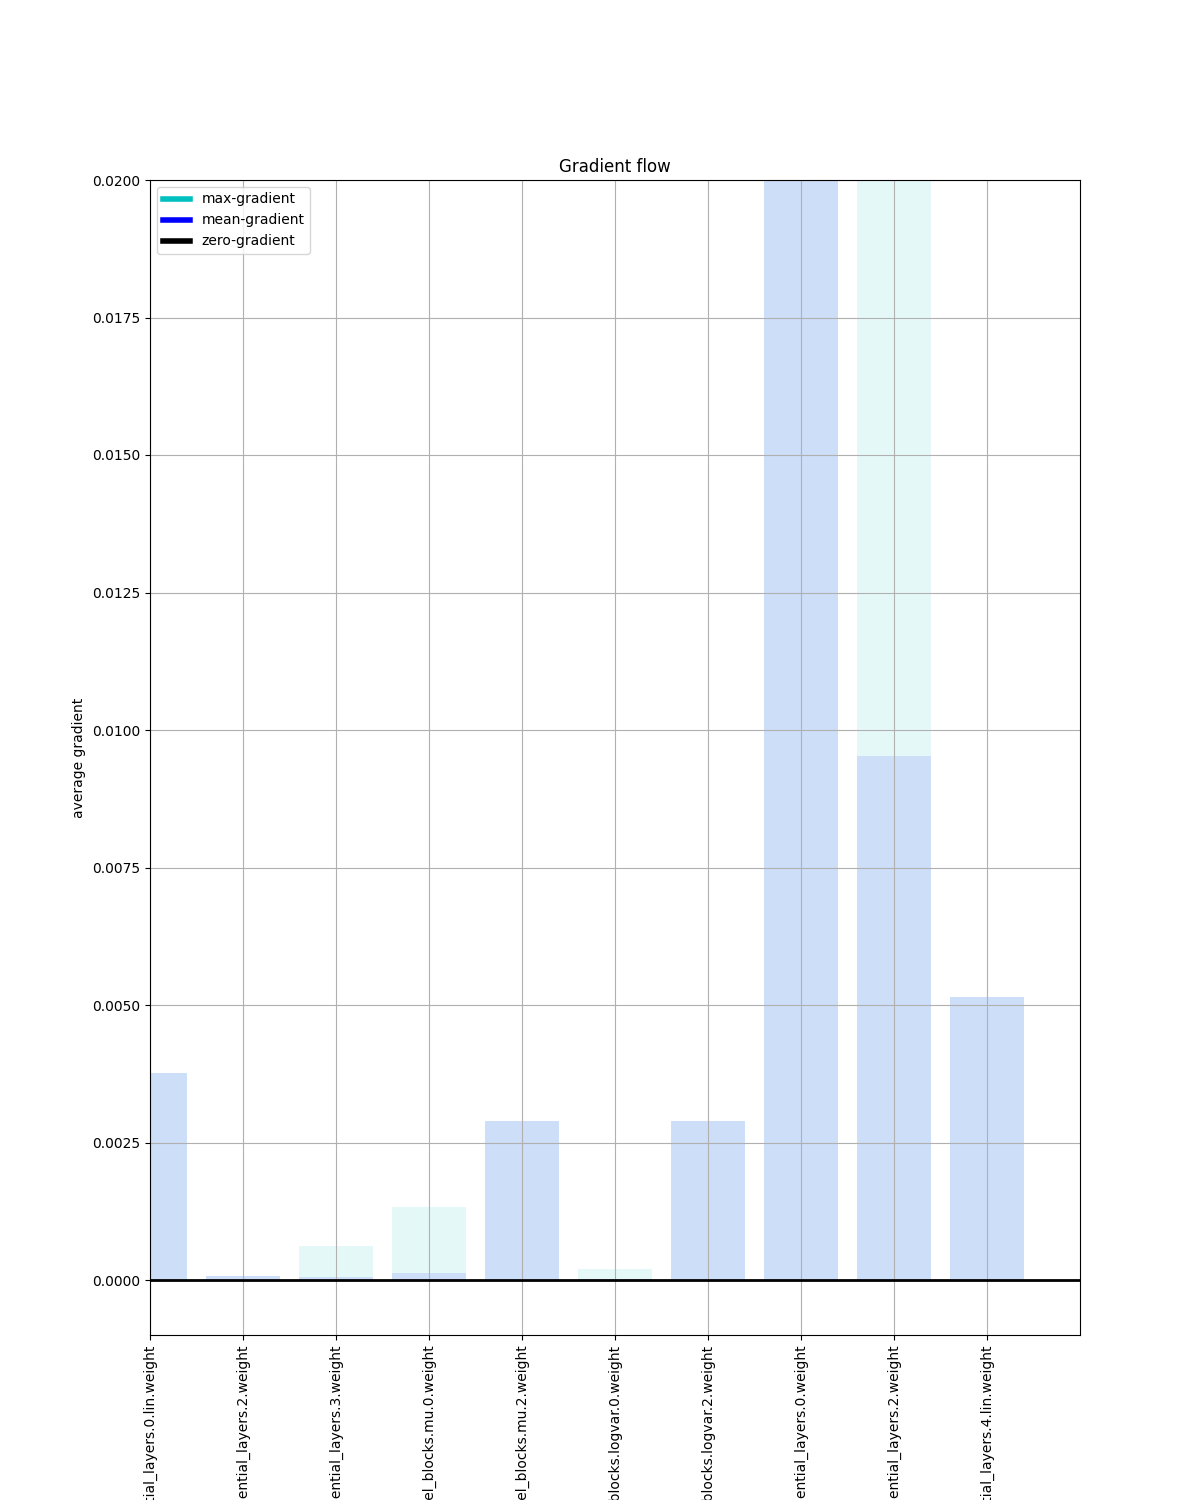 Gradient flow
max-gradient
mean-gradient
zero-gradient
0.0200
0.0175
0.0150
0.0125
0.0100
0.0075
0.0050
0.0025
0.0000
average gradient
tial_layers.0.lin.weight
ential_layers.2.weight
ential_layers.3.weight
el_blocks.mu.0.weight
el_blocks.mu.2.weight
blocks.logvar.0.weight
blocks.logvar.2.weight
ential_layers.0.weight
ential_layers.2.weight
tial_layers.4.lin.weight